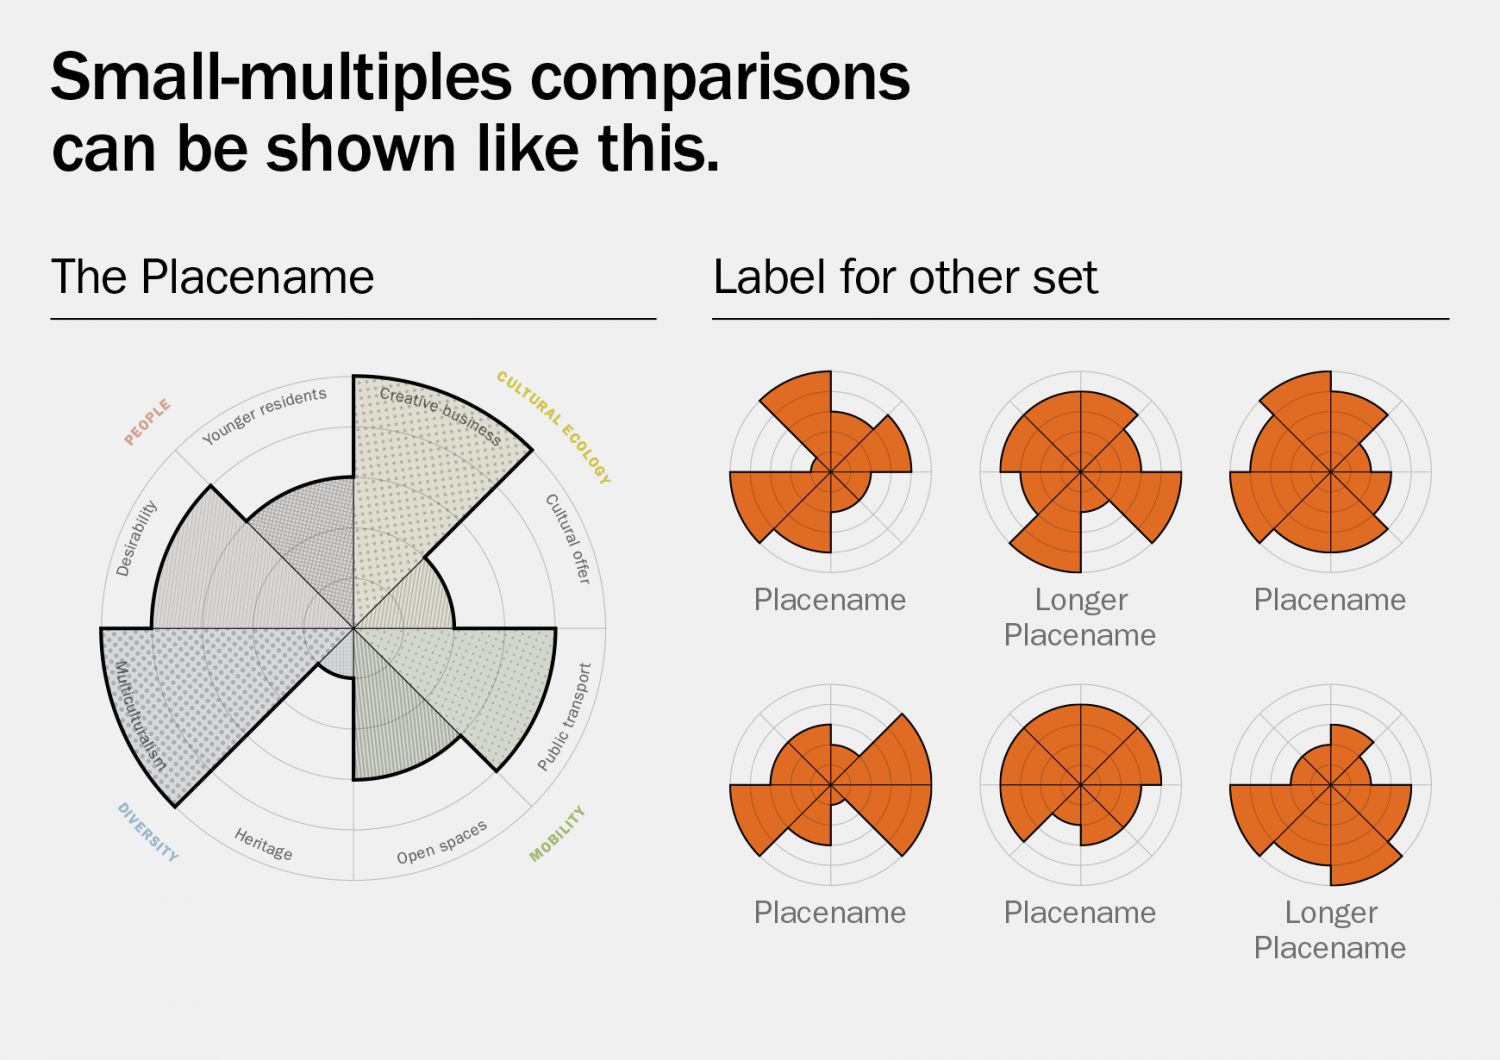 Small-multiples comparisons
can be shown like this.
The Placename
PEOPLE
Younger residents
Desirability
CULTURAL ECOLOGY
Creative business
Cultural offer
DIVERSITY
Multiculturalism
Heritage
MOBILITY
Public transport
Open spaces
Label for other set
Placename
Longer
Placename
Placename
Placename
Placename
Longer
Placename